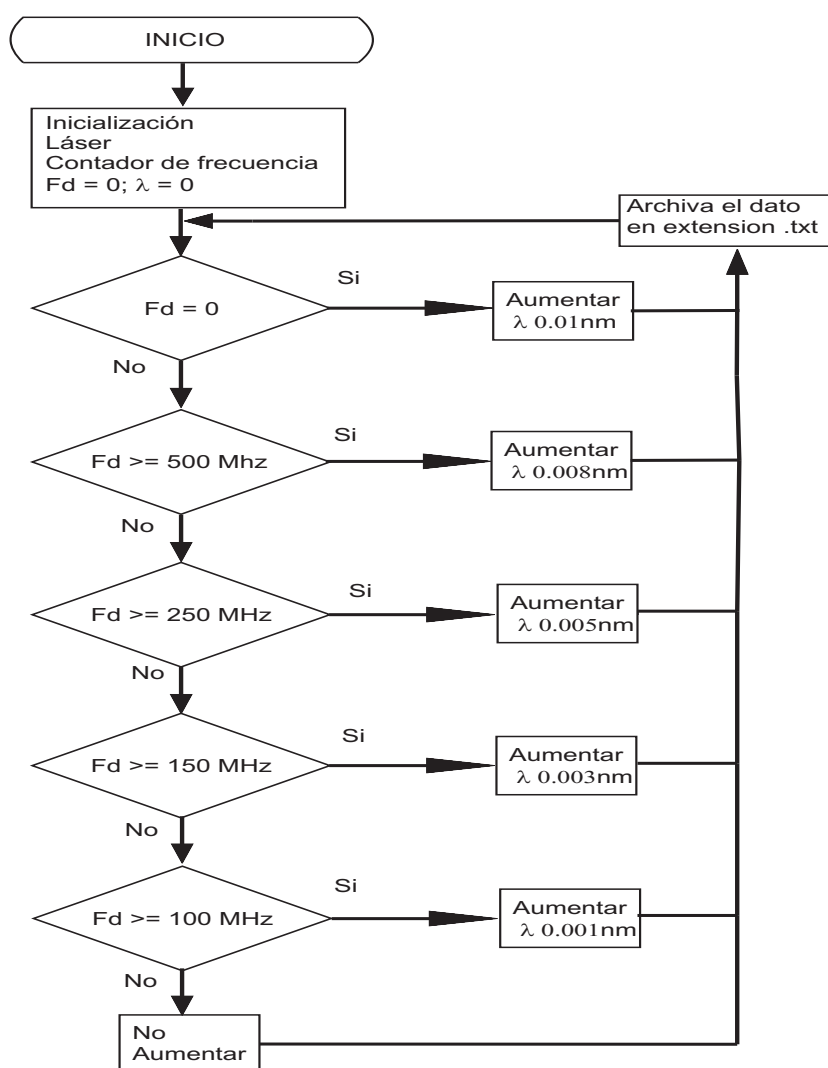 INICIO
Inicialización
Láser
Contador de frecuencia
Fd = 0; λ = 0
Archiva el dato
en extension .txt
Fd = 0
Si
Aumentar
λ 0.01nm
No
Fd >= 500 Mhz
Si
Aumentar
λ 0.008nm
No
Fd >= 250 MHz
Si
Aumentar
λ 0.005nm
No
Fd >= 150 MHz
Si
Aumentar
λ 0.003nm
No
Fd >= 100 MHz
Si
Aumentar
λ 0.001nm
No
No
Aumentar